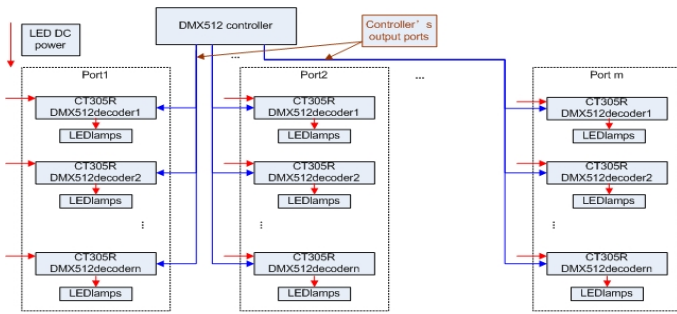 LED DC
power
DMX512 controller
Controller's
output ports
...
...
Port1
CT305R
DMX512decoder1
LEDlamps
CT305R
DMX512decoder2
LEDlamps
...
CT305R
DMX512decodern
LEDlamps
Port2
CT305R
DMX512decoder1
LEDlamps
CT305R
DMX512decoder2
LEDlamps
...
CT305R
DMX512decodern
LEDlamps
Port m
CT305R
DMX512decoder1
LEDlamps
CT305R
DMX512decoder2
LEDlamps
...
CT305R
DMX512decodern
LEDlamps